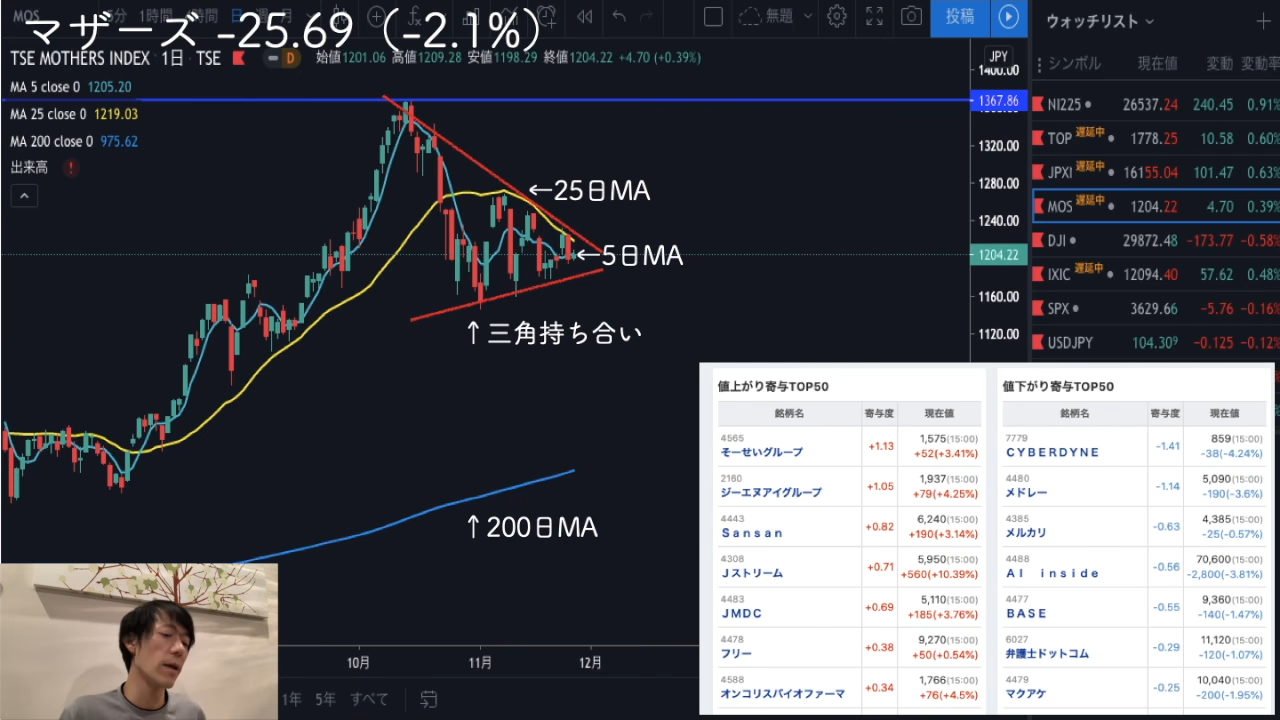 マザーズ -25.69（-2.1%）
無題
投稿
ウォッチリスト
TSE MOTHERS INDEX 1日 TSE
D
始値1201.06 高値1209.28 安値1198.29 終値1204.22 +4.70 (+0.39%)
JPY
MA 5 close 0 1205.20
MA 25 close 0 1219.03
MA 200 close 0 975.62
出来高 !
1400.00
1367.86
1320.00
1280.00
1240.00
1204.22
1160.00
1120.00
←25日MA
←5日MA
↑三角持ち合い
↑200日MA
10月 11月 12月
1年 5年 すべて
シンボル 現在値 変動 変動率
NI225 26537.24 240.45 0.91%
TOP 遅延中 1778.25 10.58 0.60%
JPXI 遅延中 16155.04 101.47 0.63%
MOS 遅延中 1204.22 4.70 0.39%
DJI 29872.48 -173.77 -0.58%
IXIC 遅延中 12094.40 57.62 0.48%
SPX 3629.66 -5.76 -0.16%
USDJPY 104.309 -0.125 -0.12%
値上がり寄与TOP50
銘柄名 寄与度 現在値
4565
そーせいグループ +1.13 1,575(15:00)
+52(+3.41%)
2160
ジーエヌアイグループ +1.05 1,937(15:00)
+79(+4.25%)
4443
Ｓａｎｓａｎ +0.82 6,240(15:00)
+190(+3.14%)
4308
Ｊストリーム +0.71 5,950(15:00)
+560(+10.39%)
4483
ＪＭＤＣ +0.69 5,110(15:00)
+185(+3.76%)
4478
フリー +0.38 9,270(15:00)
+50(+0.54%)
4588
オンコリスバイオファーマ +0.34 1,766(15:00)
+76(+4.5%)
値下がり寄与TOP50
銘柄名 寄与度 現在値
7779
ＣＹＢＥＲＤＹＮＥ -1.41 859(15:00)
-38(-4.24%)
4480
メドレー -1.14 5,090(15:00)
-190(-3.6%)
4385
メルカリ -0.63 4,385(15:00)
-25(-0.57%)
4488
ＡＩ ｉｎｓｉｄｅ -0.56 70,600(15:00)
-2,800(-3.81%)
4477
ＢＡＳＥ -0.55 9,360(15:00)
-140(-1.47%)
6027
弁護士ドットコム -0.29 11,120(15:00)
-120(-1.07%)
4479
マクアケ -0.25 10,040(15:00)
-200(-1.95%)